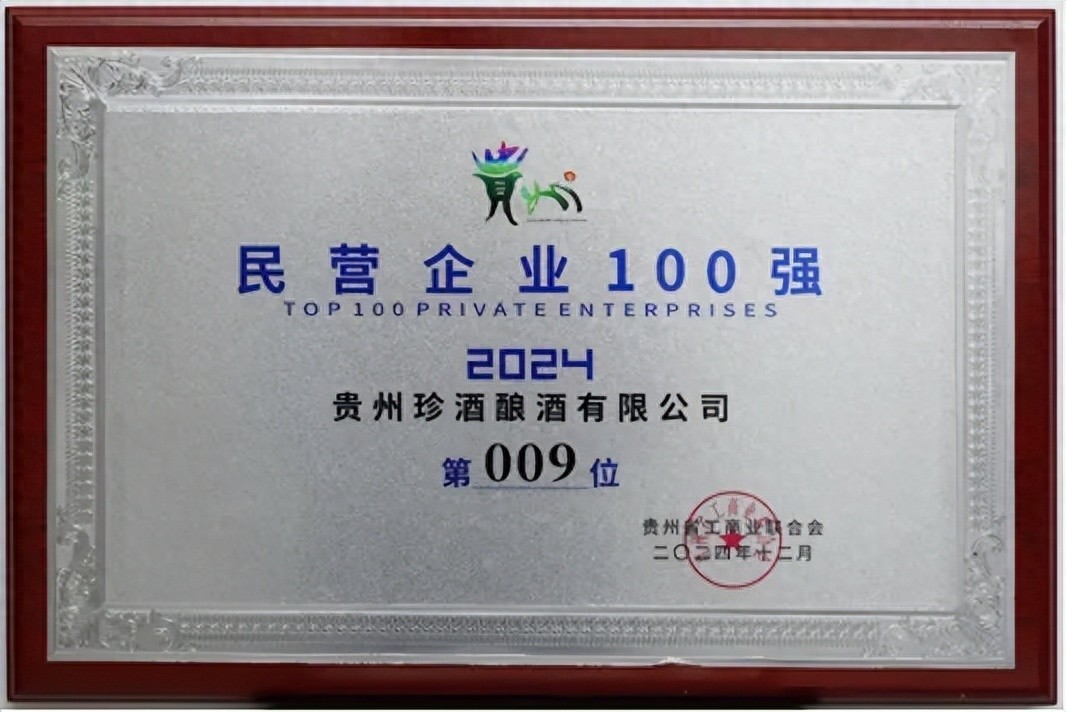 贵州
民营企业100强
TOP 100 PRIVATE ENTERPRISES
2024
贵州珍酒酿酒有限公司
第009位
贵州省工商业联合会
二〇二四年十二月